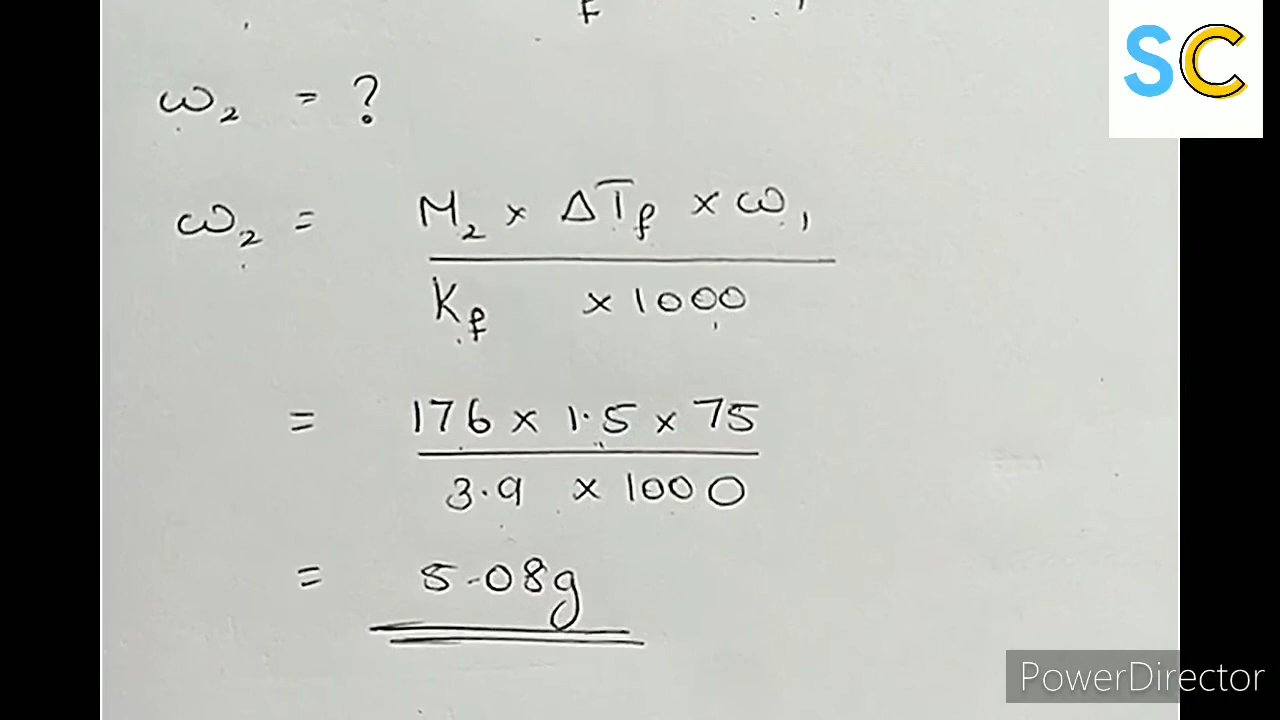 f
SC
ω₂ = ?
ω₂ = M₂ × ΔTf × ω₁
Kf × 1000
= 176 × 1.5 × 75
3.9 × 1000
= 5.08g
PowerDirector